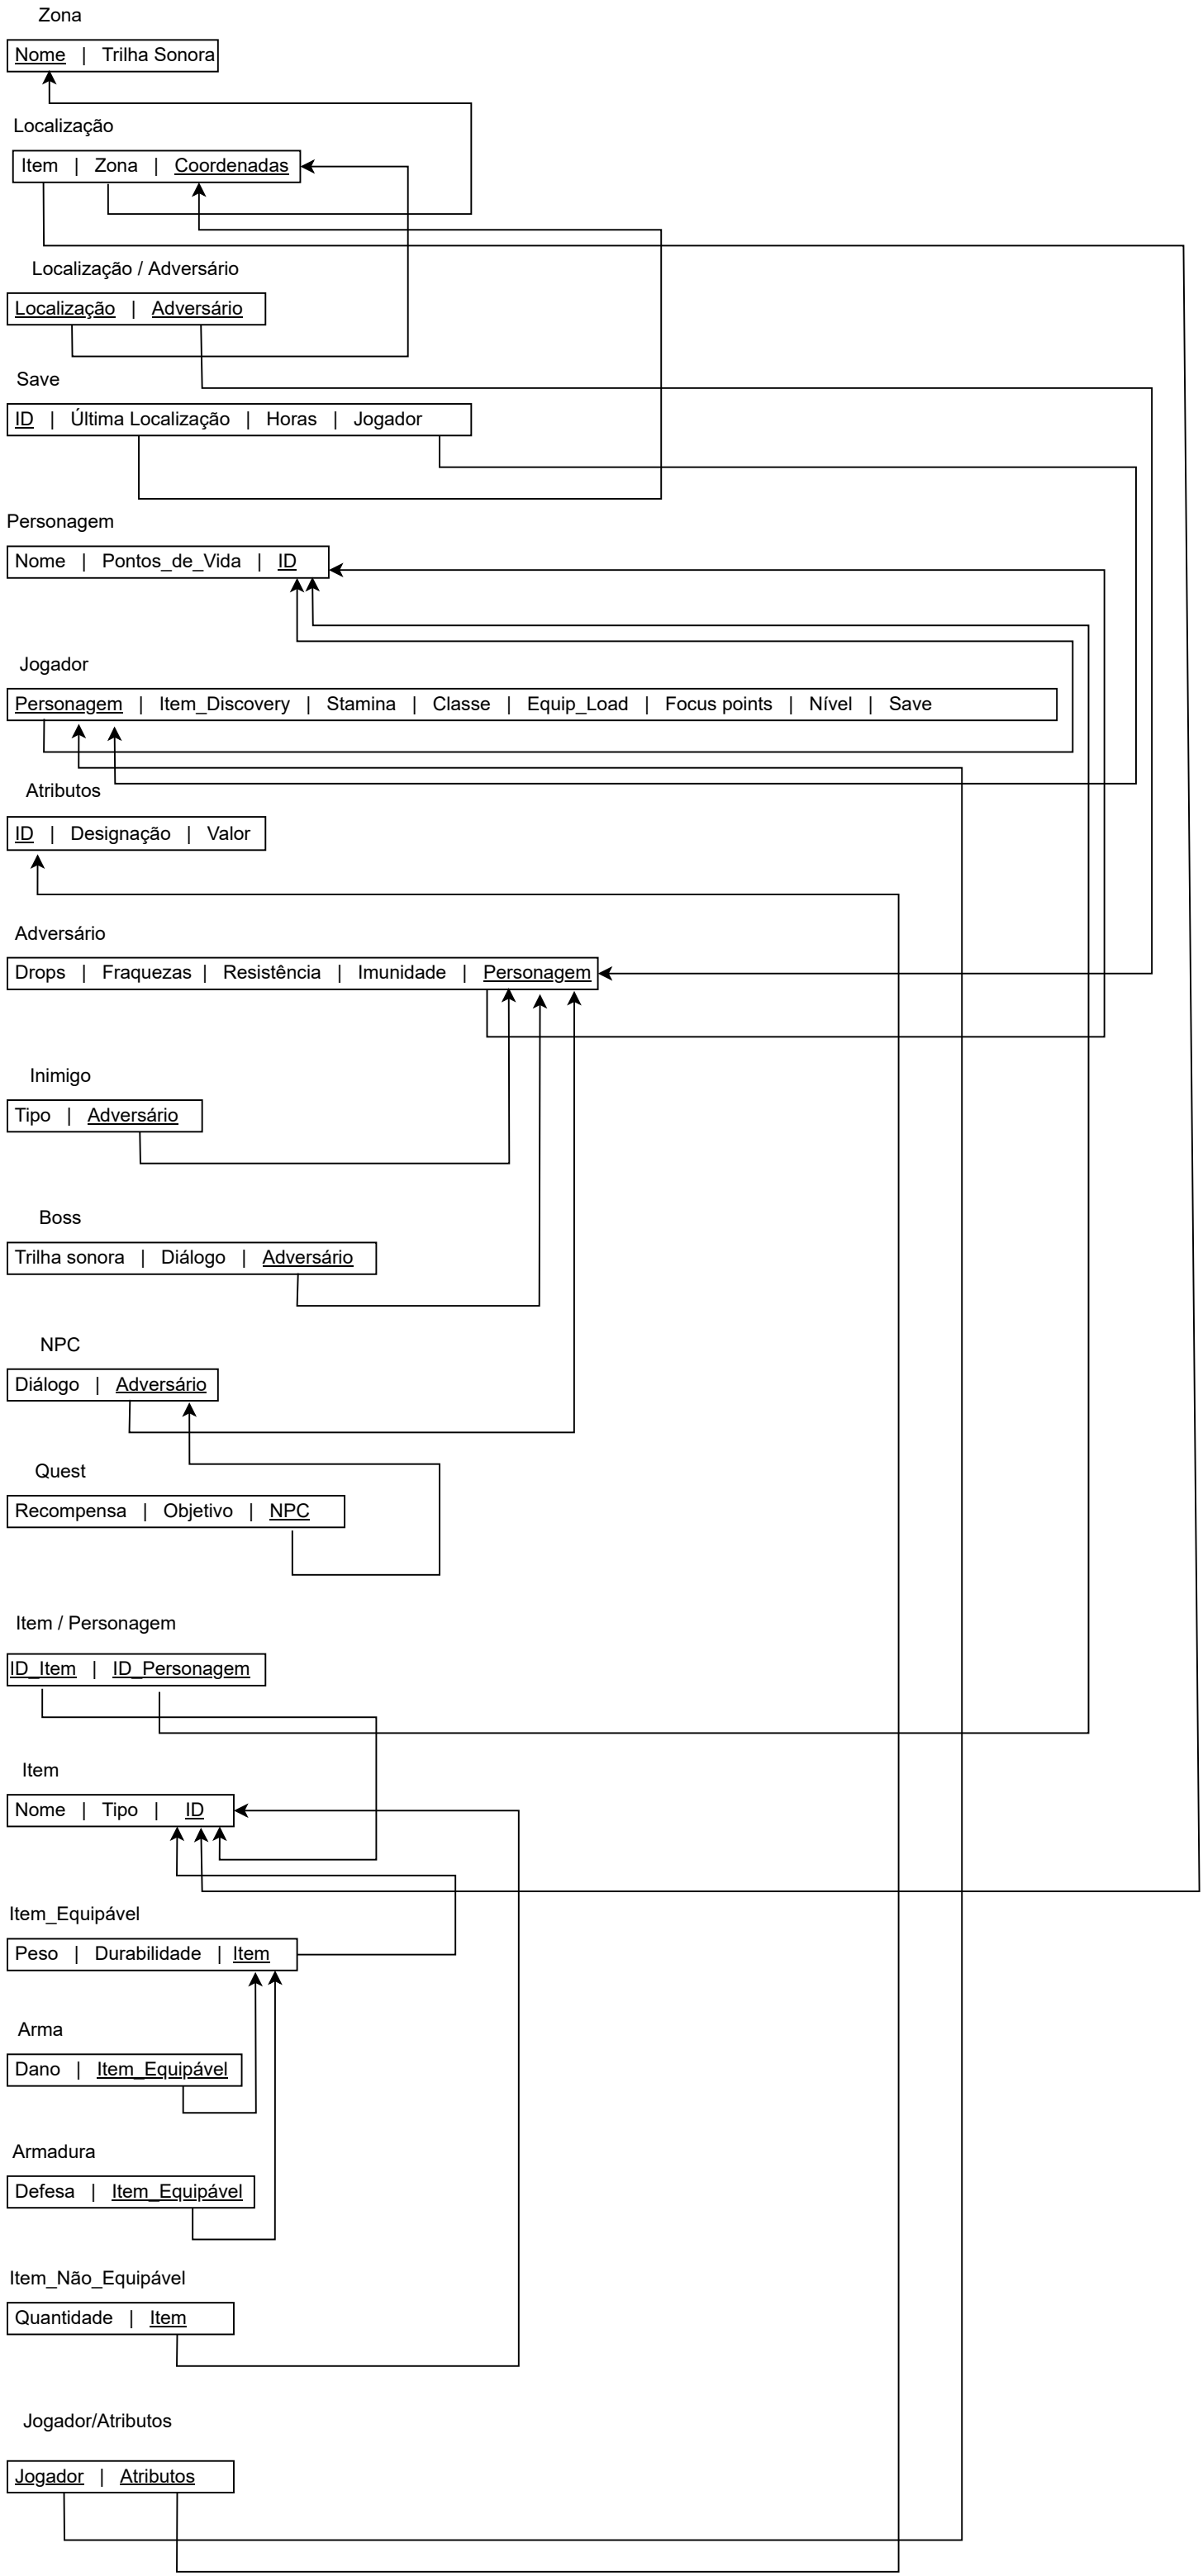 Zona
Nome | Trilha Sonora
Localização
Item | Zona | Coordenadas
Localização / Adversário
Localização | Adversário
Save
ID | Última Localização | Horas | Jogador
Personagem
Nome | Pontos_de_Vida | ID
Jogador
Personagem | Item_Discovery | Stamina | Classe | Equip_Load | Focus points | Nível | Save
Atributos
ID | Designação | Valor
Adversário
Drops | Fraquezas | Resistência | Imunidade | Personagem
Inimigo
Tipo | Adversário
Boss
Trilha sonora | Diálogo | Adversário
NPC
Diálogo | Adversário
Quest
Recompensa | Objetivo | NPC
Item / Personagem
ID_Item | ID_Personagem
Item
Nome | Tipo | ID
Item_Equipável
Peso | Durabilidade | Item
Arma
Dano | Item_Equipável
Armadura
Defesa | Item_Equipável
Item_Não_Equipável
Quantidade | Item
Jogador/Atributos
Jogador | Atributos